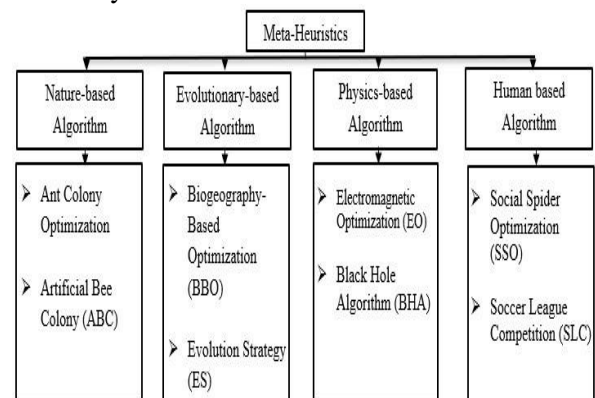 Meta-Heuristics
Nature-based
Algorithm
Evolutionary-based
Algorithm
Physics-based
Algorithm
Human based
Algorithm
➢ Ant Colony
Optimization
➢ Artificial Bee
Colony (ABC)
➢ Biogeography-
Based
Optimization
(BBO)
➢ Evolution Strategy
(ES)
➢ Electromagnetic
Optimization (EO)
➢ Black Hole
Algorithm (BHA)
➢ Social Spider
Optimization
(SSO)
➢ Soccer League
Competition (SLC)